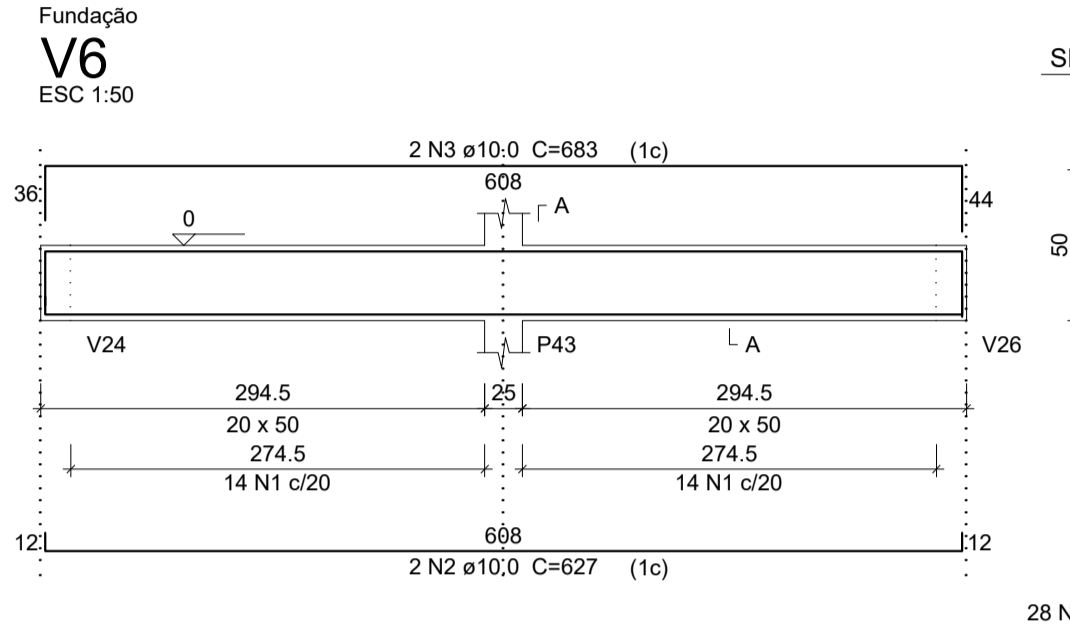 Fundação
V6
ESC 1:50
2 N3 ø10.0 C=683 (1c)
36
608
44
A
0
50
V24
P43
A
V26
294.5
25
294.5
20 x 50
20 x 50
274.5
274.5
14 N1 c/20
14 N1 c/20
12
608
12
2 N2 ø10.0 C=627 (1c)
28 N